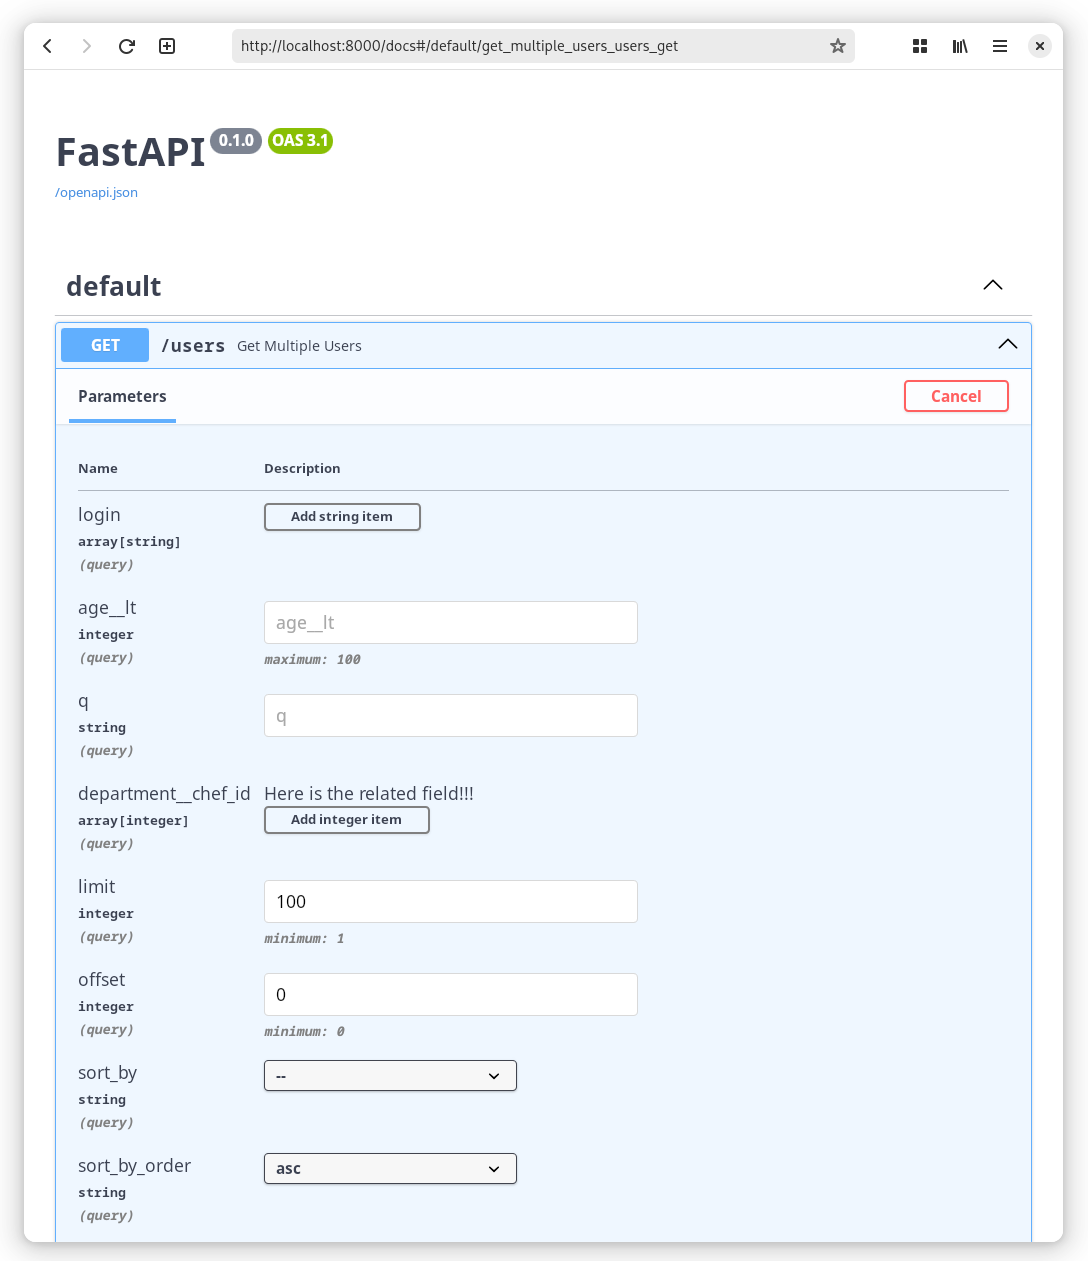 http://localhost:8000/docs#/default/get_multiple_users_users_get
FastAPI 0.1.0 OAS 3.1
/openapi.json
default
GET /users Get Multiple Users
Parameters Cancel
Name Description
login Add string item
array[string]
(query)
age__lt
age__lt
integer
(query) maximum: 100
q
q
string
(query)
department__chef_id Here is the related field!!!
array[integer] Add integer item
(query)
limit
100
integer
(query) minimum: 1
offset
0
integer
(query) minimum: 0
sort_by --
string
(query)
sort_by_order asc
string
(query)